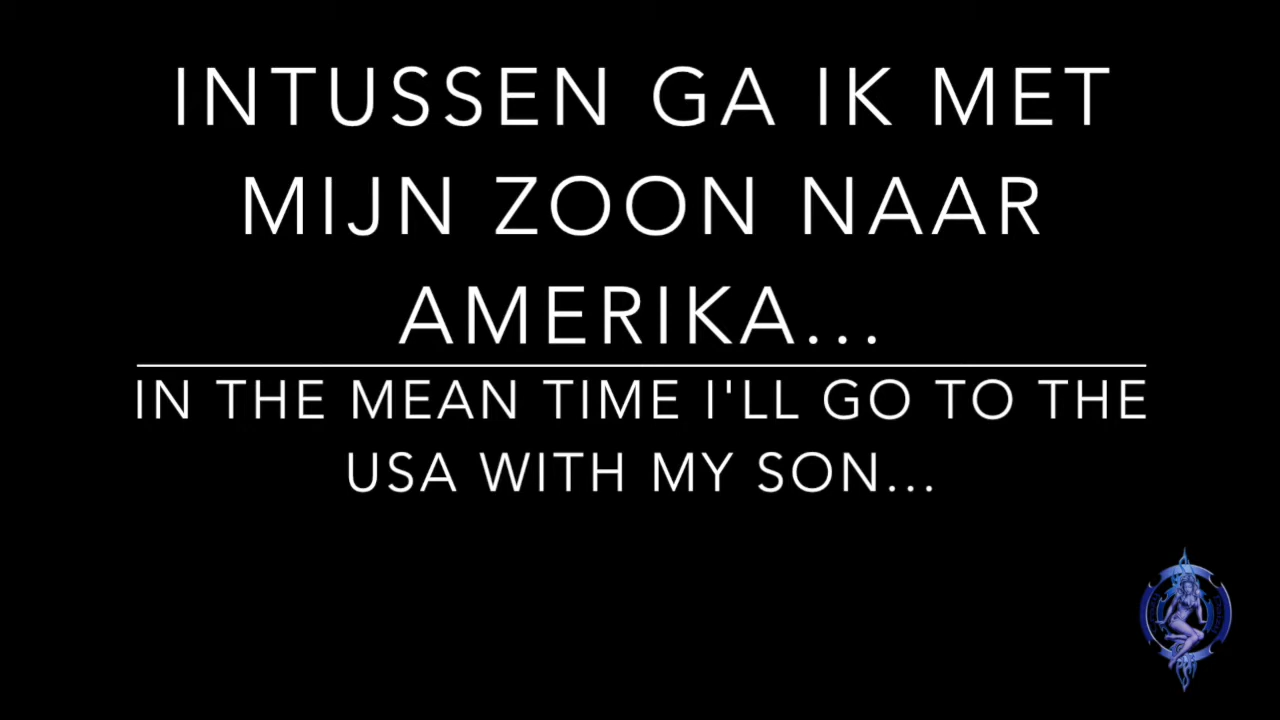 INTUSSEN GA IK MET
MIJN ZOON NAAR
AMERIKA...
IN THE MEAN TIME I'LL GO TO THE
USA WITH MY SON...